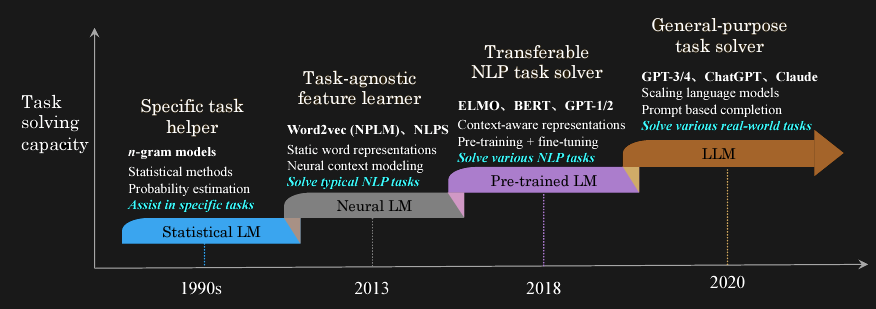 Task
solving
capacity
Specific task
helper
n-gram models
Statistical methods
Probability estimation
Assist in specific tasks
Statistical LM
1990s
Task-agnostic
feature learner
Word2vec (NPLM)、NLPS
Static word representations
Neural context modeling
Solve typical NLP tasks
Neural LM
2013
Transferable
NLP task solver
ELMO、BERT、GPT-1/2
Context-aware representations
Pre-training + fine-tuning
Solve various NLP tasks
Pre-trained LM
2018
General-purpose
task solver
GPT-3/4、ChatGPT、Claude
Scaling language models
Prompt based completion
Solve various real-world tasks
LLM
2020